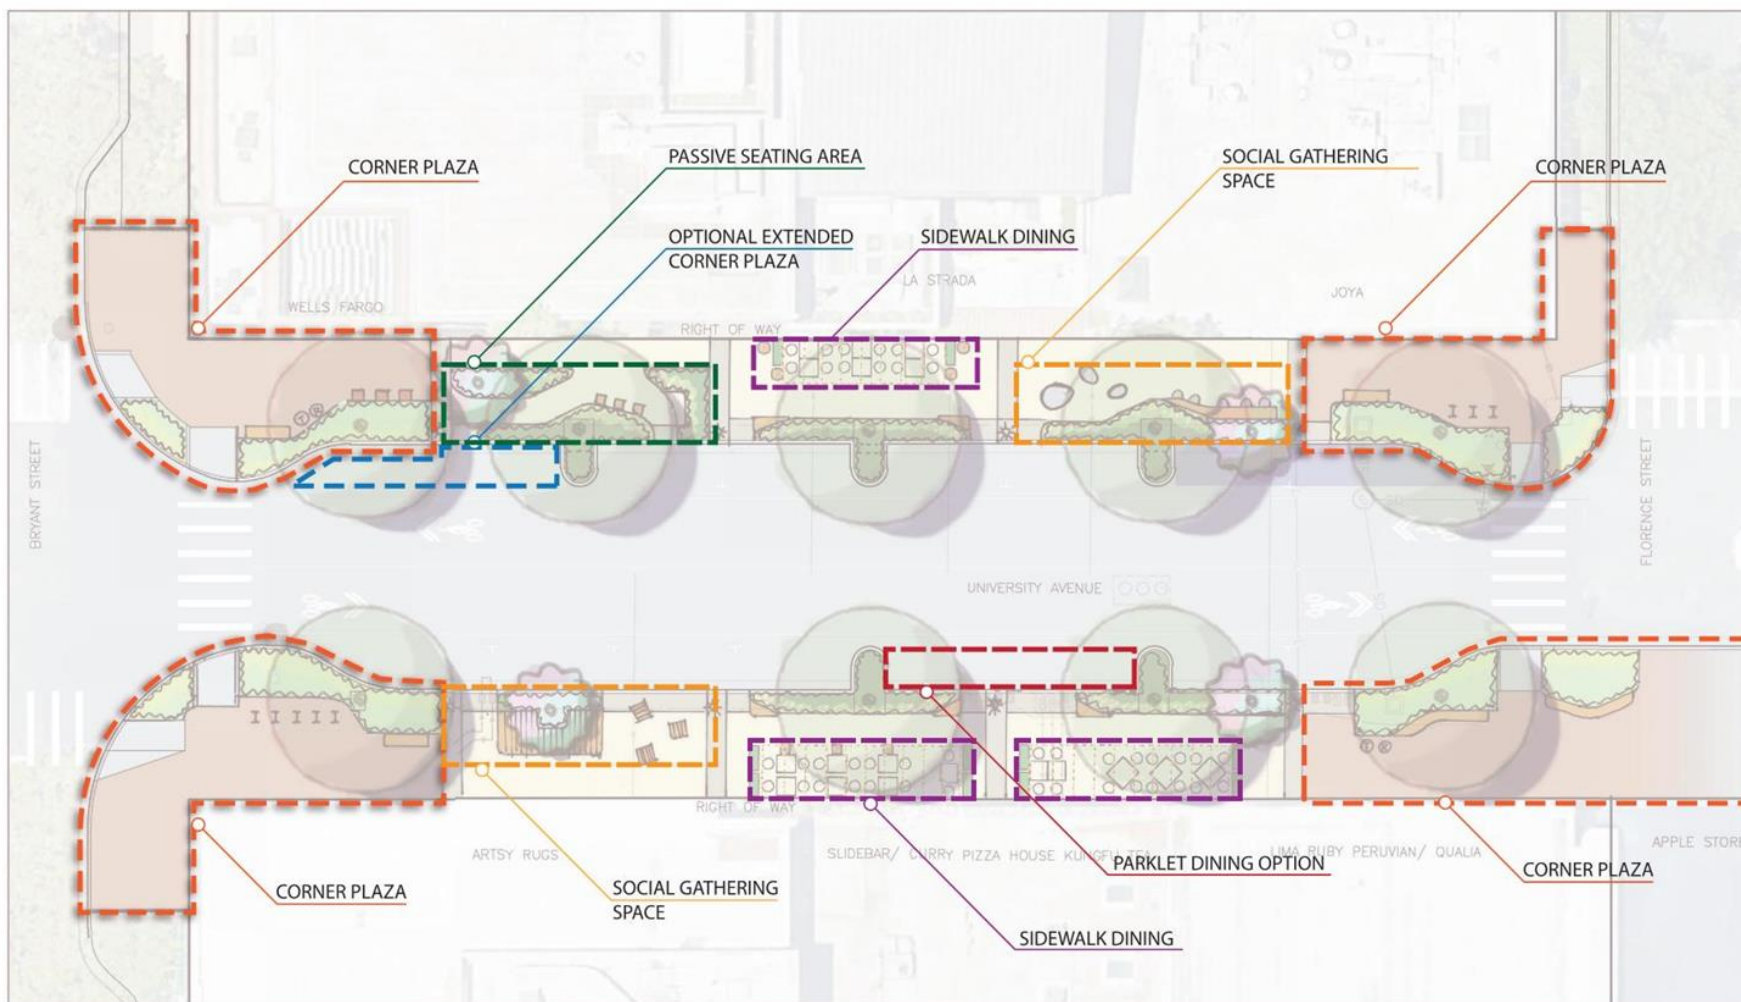 PASSIVE SEATING AREA
SOCIAL GATHERING
SPACE
CORNER PLAZA
CORNER PLAZA
OPTIONAL EXTENDED
CORNER PLAZA
SIDEWALK DINING
LA STRADA
WELLS FARGO
JOYA
RIGHT OF WAY
BRYANT STREET
FLORENCE STREET
UNIVERSITY AVENUE
RIGHT OF WAY
ARTSY RUGS
SLIDEBAR/ CURRY PIZZA HOUSE KUNGFU TEA
LIMA RUBY PERUVIAN/ QUALIA
APPLE STORE
PARKLET DINING OPTION
CORNER PLAZA
CORNER PLAZA
SOCIAL GATHERING
SPACE
SIDEWALK DINING